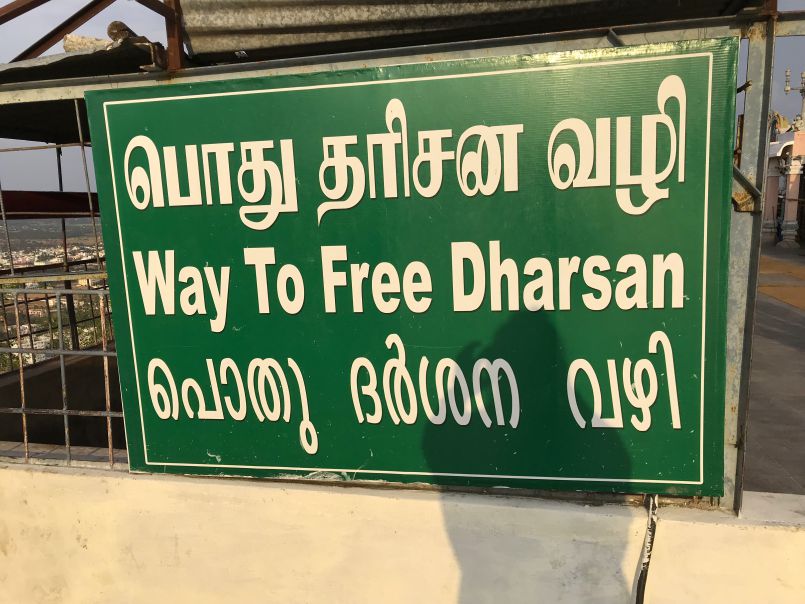 பொது தரிசன வழி
Way To Free Dharsan
പൊതു ദർശന വഴി